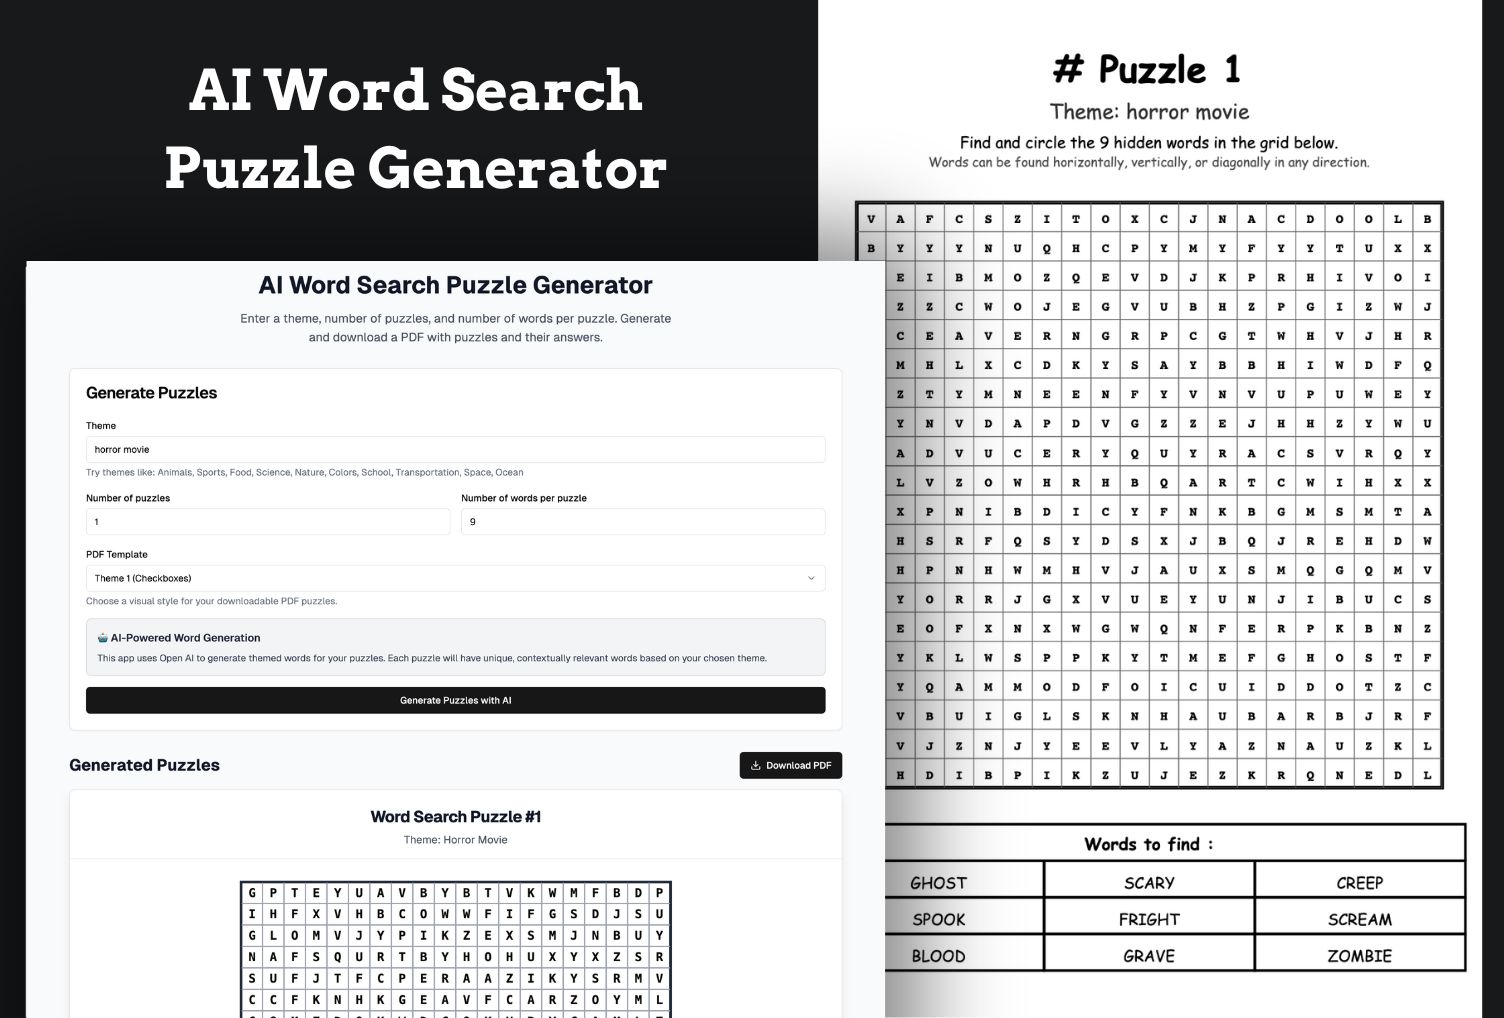 AI Word Search
Puzzle Generator
AI Word Search Puzzle Generator
Enter a theme, number of puzzles, and number of words per puzzle. Generate
and download a PDF with puzzles and their answers.
Generate Puzzles
Theme
horror movie
Try themes like: Animals, Sports, Food, Science, Nature, Colors, School, Transportation, Space, Ocean
Number of puzzles
Number of words per puzzle
1
9
PDF Template
Theme 1 (Checkboxes)
Choose a visual style for your downloadable PDF puzzles.
🤖 AI-Powered Word Generation
This app uses Open AI to generate themed words for your puzzles. Each puzzle will have unique, contextually relevant words based on your chosen theme.
Generate Puzzles with AI
Generated Puzzles
Download PDF
Word Search Puzzle #1
Theme: Horror Movie
G P T E Y U A V B Y B T V K W M F B D P
I H F X V H B C O W W F I F G S D J S U
G L O M V J Y P I K Z E X S M J N B U Y
N A F S Q U R T B Y H O H U X Y X Z S R
S U F J T F C P E R A A Z I K Y S R M V
C C F K N H K G E A V F C A R Z O Y M L
# Puzzle 1
Theme: horror movie
Find and circle the 9 hidden words in the grid below.
Words can be found horizontally, vertically, or diagonally in any direction.
V A F C S Z I T O X C J N A C D O O L B
B Y Y Y N U Q H C P Y M Y F Y Y T U X X
E I B M O Z Q E V D J K P R H I V O I
Z Z C W O J E G V U B H Z P G I Z W J
C E A V E R N G R P C G T W H V J H R
M H L X C D K Y S A Y B B H I W D F Q
Z T Y M N E E N F Y V N V U P U W E Y
Y N V D A P D V G Z Z E J H H Z Y W U
A D V U C E R Y Q U Y R A C S V R Q Y
L V Z O W H R H B Q A R T C W I H X X
X P N I B D I C Y F N K B G M S M T A
H S R F Q S Y D S X J B Q J R E H D W
H P N H W M H V J A U X S M Q G Q M V
Y O R R J G X V U E Y U N J I B U C S
E O F X N X W G W Q N F E R P K B N Z
Y K L W S P P K Y T M E F G H O S T F
Y Q A M M O D F O I C U I D D O T Z C
V B U I G L S K N H A U B A R B J R F
V J Z N J Y E E V L Y A Z N A U Z K L
H D I B P I K Z U J E Z K R Q N E D L
Words to find :
GHOST SCARY CREEP
SPOOK FRIGHT SCREAM
BLOOD GRAVE ZOMBIE